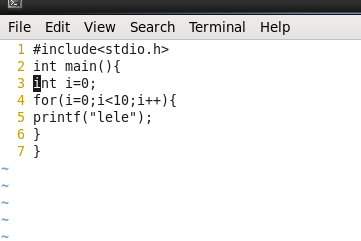 File Edit View Search Terminal Help
1 #include<stdio.h>
2 int main(){
3 int i=0;
4 for(i=0;i<10;i++){
5 printf("lele");
6 }
7 }
~
~
~
~
~